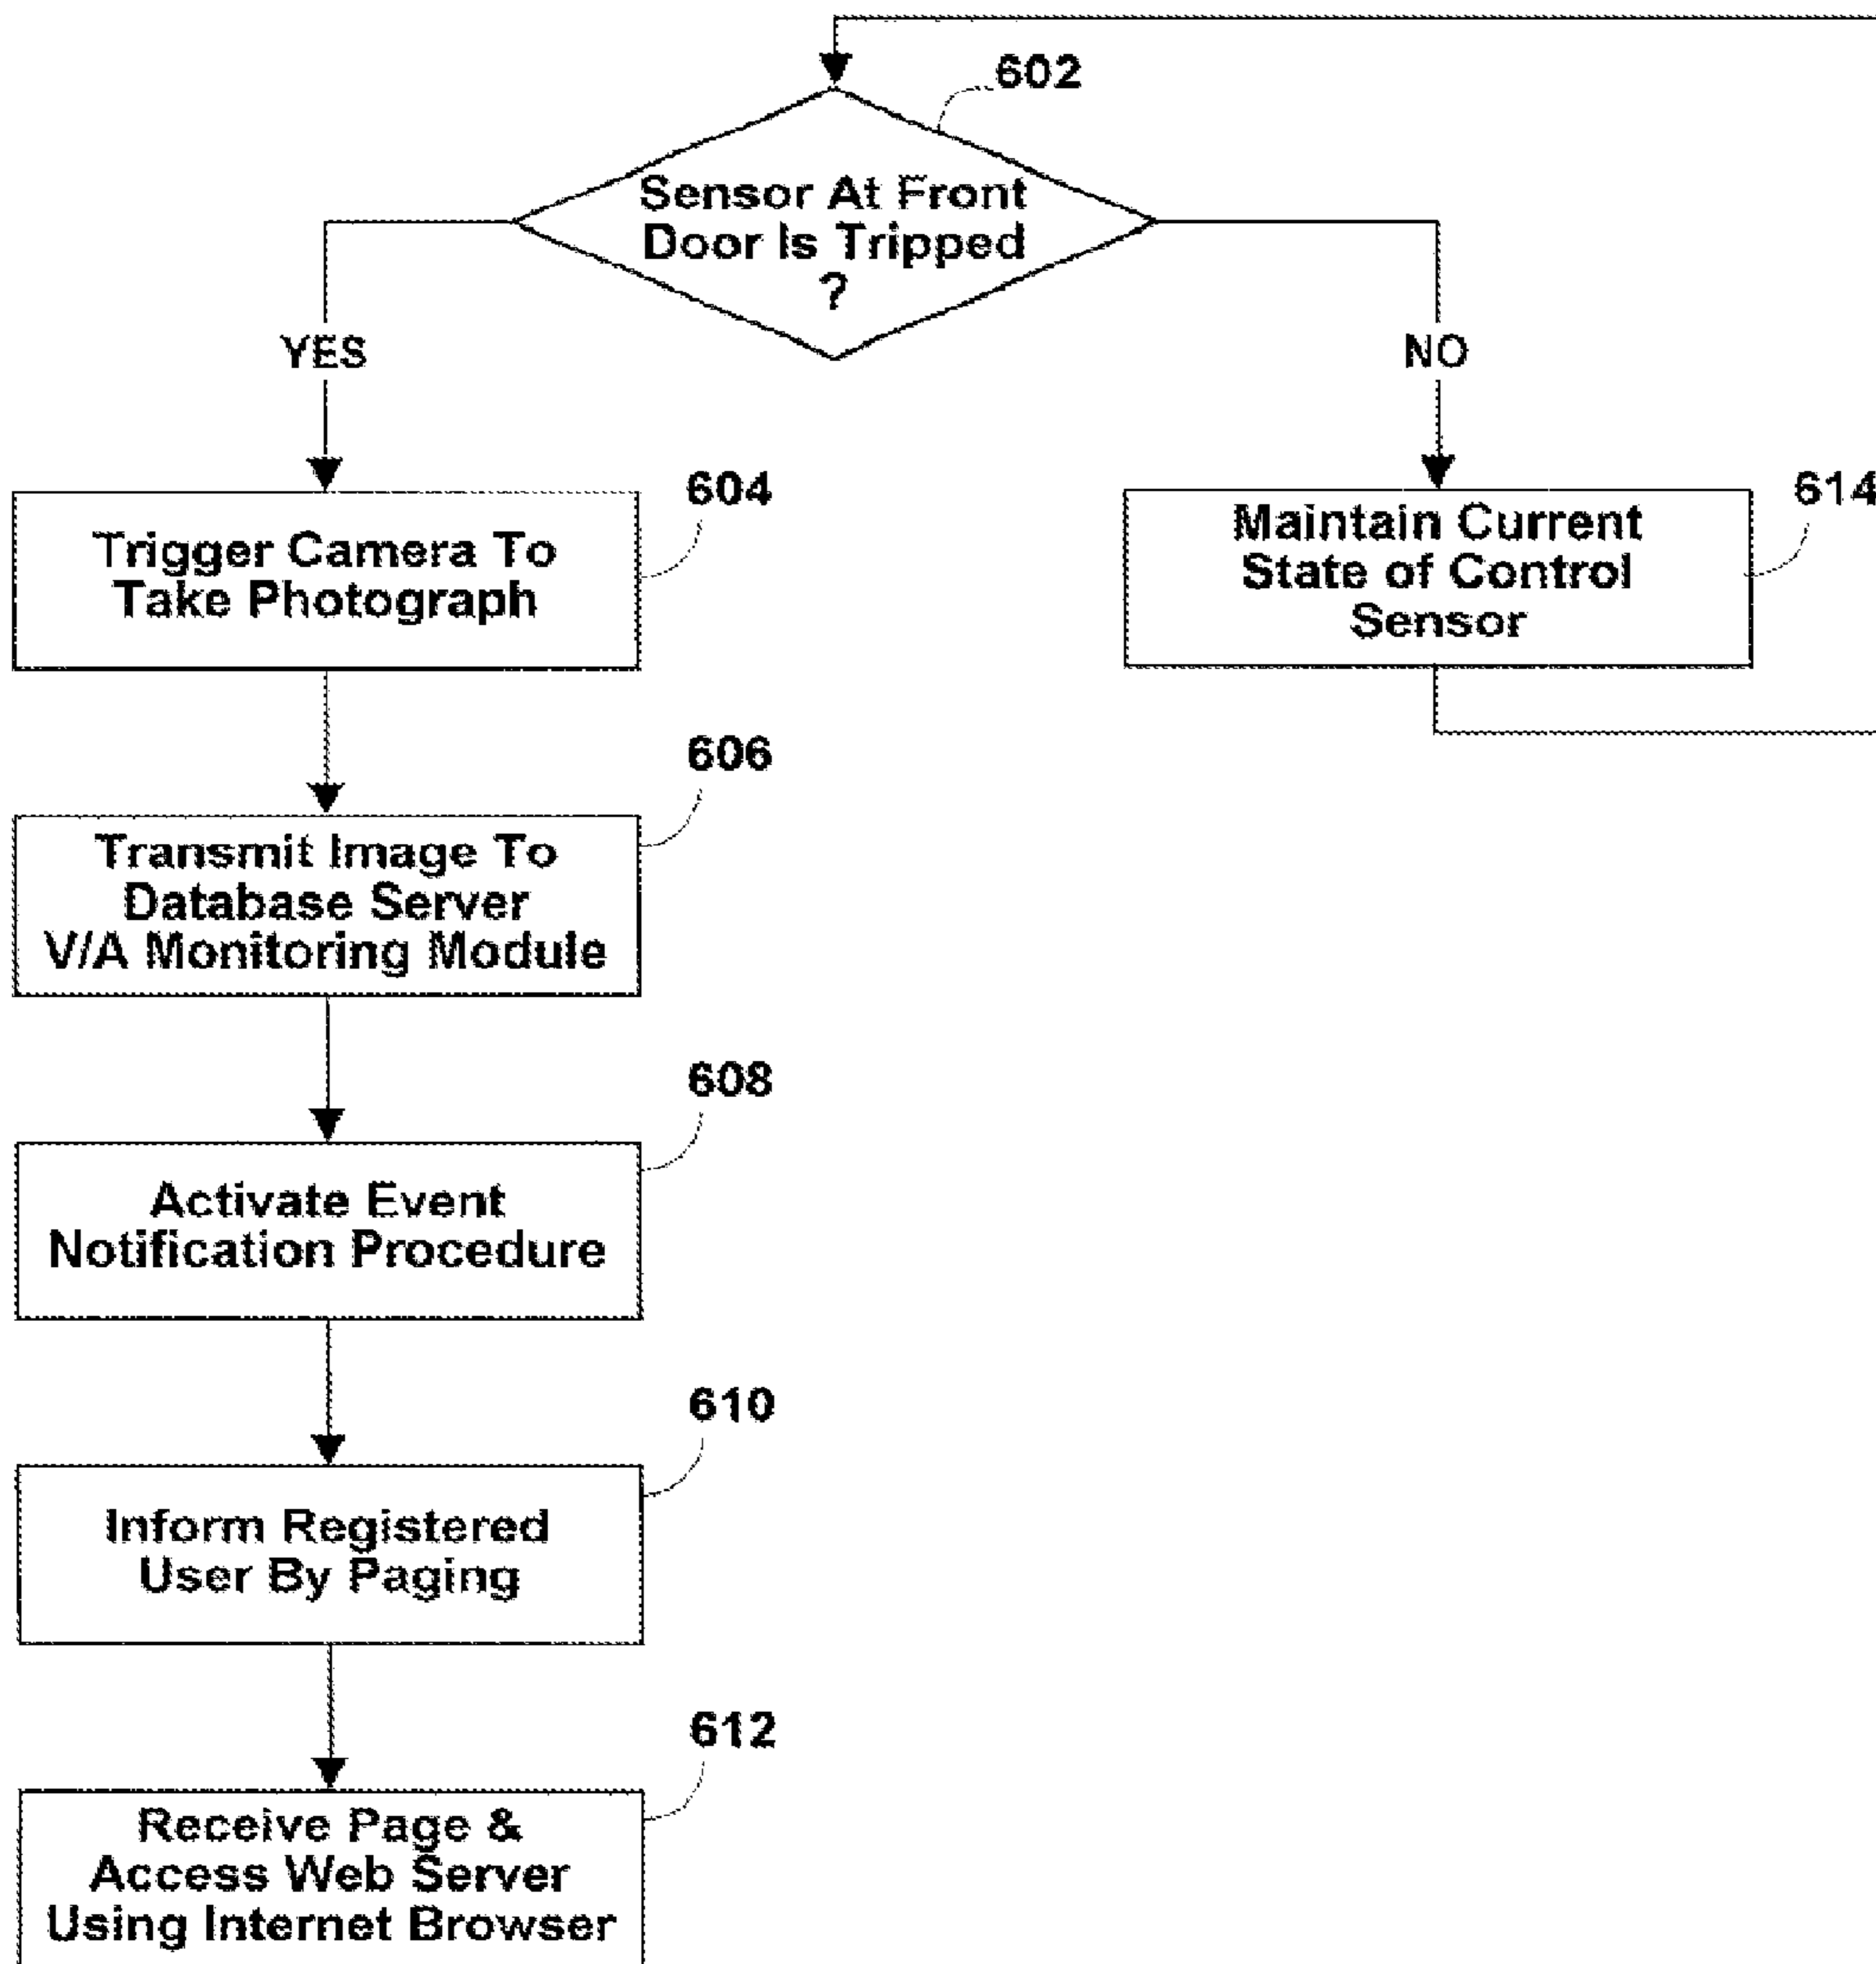 602
Sensor At Front
Door Is Tripped
?
YES
NO
604
Trigger Camera To
Take Photograph
614
Maintain Current
State of Control
Sensor
606
Transmit Image To
Database Server
V/A Monitoring Module
608
Activate Event
Notification Procedure
610
Inform Registered
User By Paging
612
Receive Page &
Access Web Server
Using Internet Browser